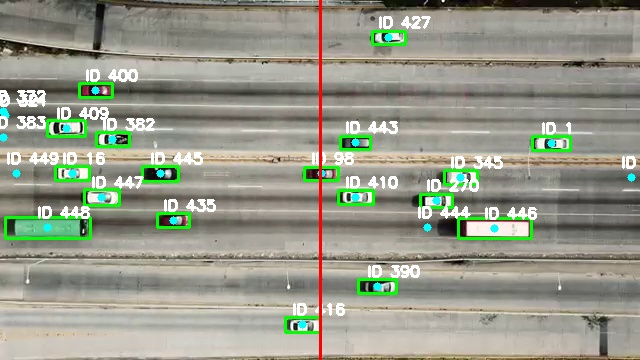 ID 427
ID 400
ID 409
ID 382
ID 443
ID 1
383
ID 449
ID 16
ID 445
ID 98
ID 345
ID
ID 447
ID 410
ID 270
ID 448
ID 435
ID 444
ID 446
ID 390
ID 416